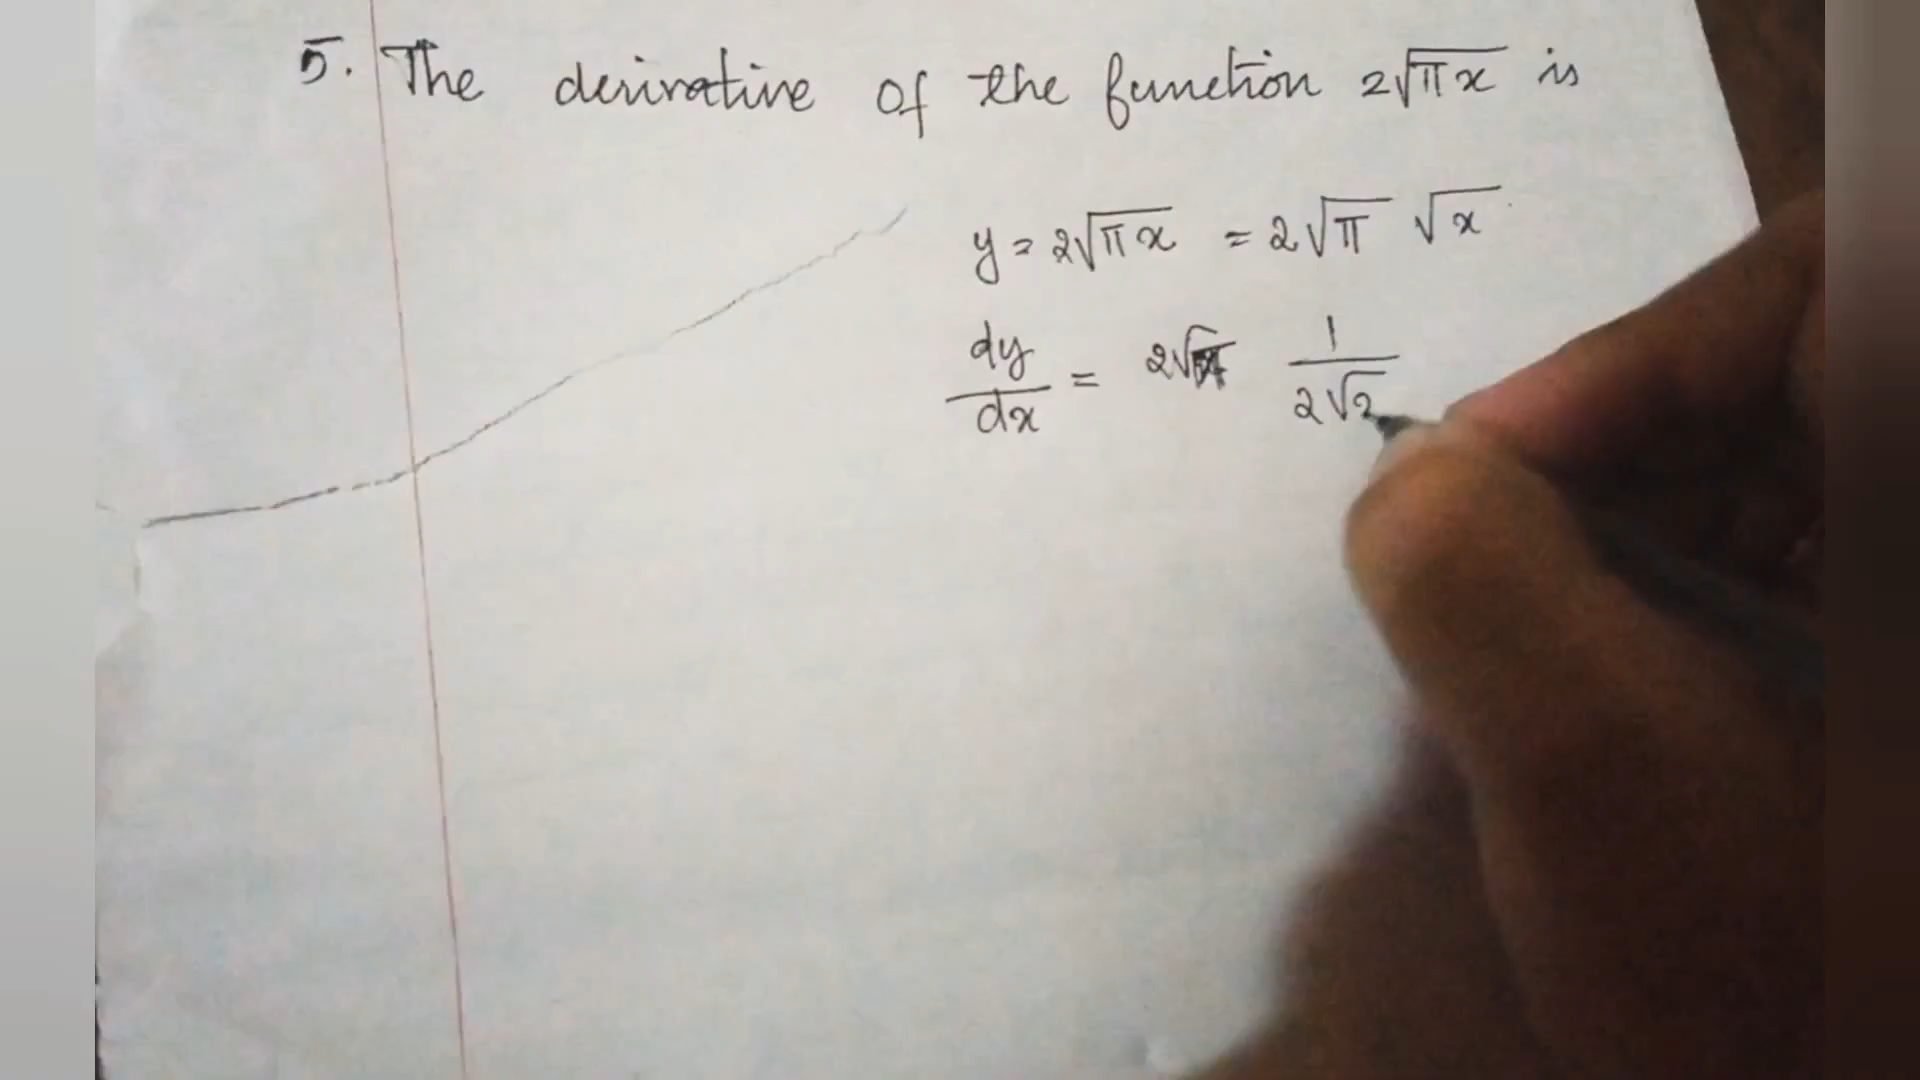 5. The derivative of the function 2√πx is
y = 2√πx = 2√π √x
dy/dx = 2√π 1/2√